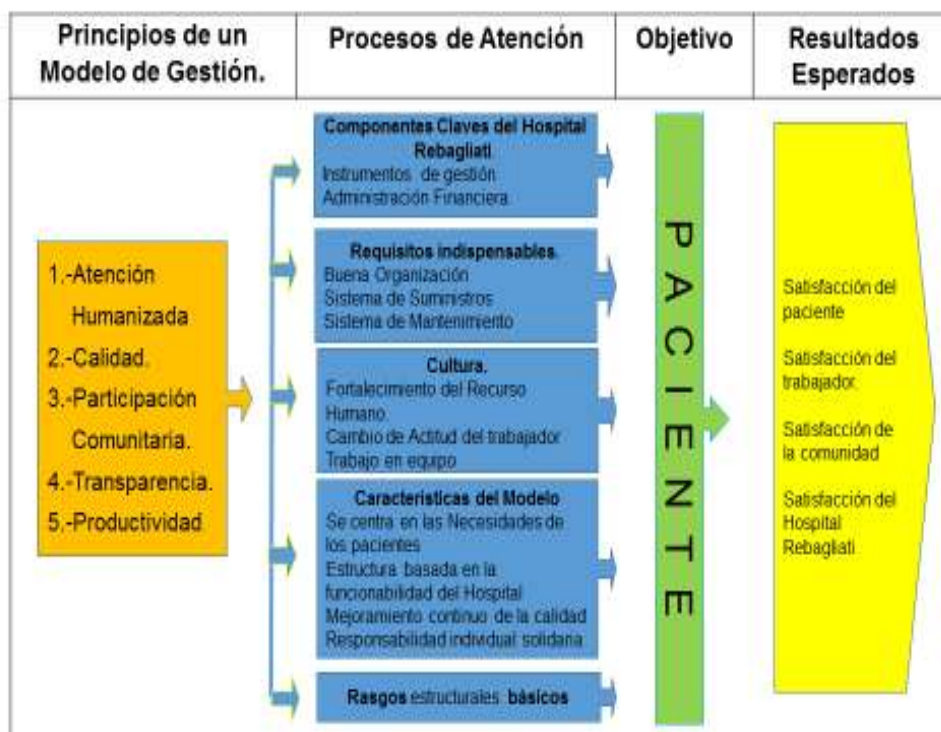 Principios de un
Modelo de Gestión.
Procesos de Atención
Objetivo
Resultados
Esperados
1.-Atención
Humanizada
2.-Calidad.
3.-Participación
Comunitaria.
4.-Transparencia.
5.-Productividad
Componentes Claves del Hospital
Rebagliati
Instrumentos de gestión
Administración Financiera
Requisitos indispensables.
Buena Organización
Sistema de Suministros
Sistema de Mantenimiento
Cultura.
Fortalecimiento del Recurso
Humano.
Cambio de Actitud del trabajador
Trabajo en equipo
Características del Modelo
Se centra en las Necesidades de
los pacientes
Estructura basada en la
funcionabilidad del Hospital
Mejoramiento continuo de la calidad
Responsabilidad individual solidaria
Rasgos estructurales básicos
PACIENTE
Satisfacción del
paciente
Satisfacción del
trabajador.
Satisfacción de
la comunidad
Satisfacción del
Hospital
Rebagliati